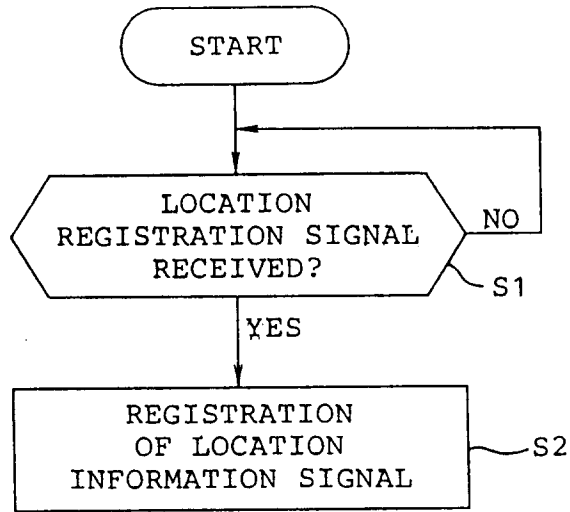 START
LOCATION
REGISTRATION SIGNAL
RECEIVED?
NO
S1
YES
REGISTRATION
OF LOCATION
INFORMATION SIGNAL
S2